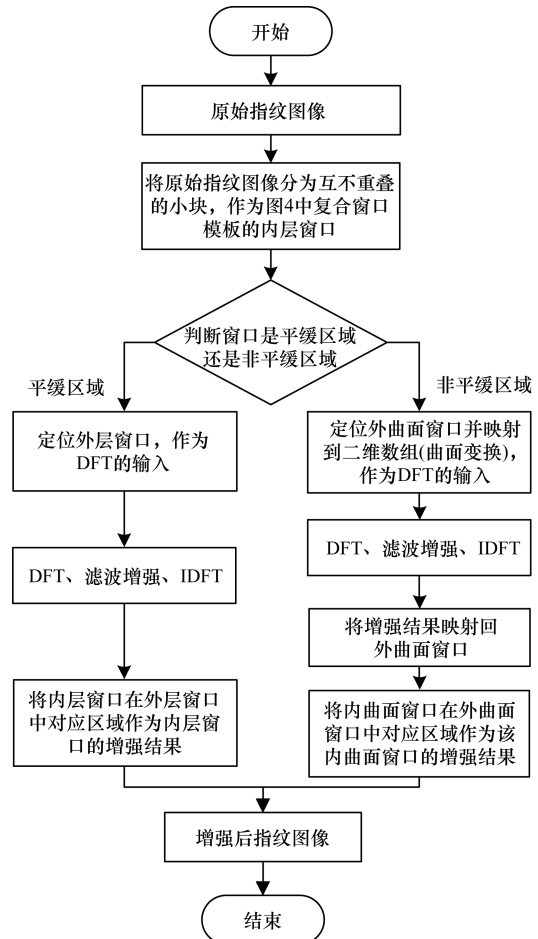 开始
原始指纹图像
将原始指纹图像分为互不重叠
的小块，作为图4中复合窗口
模板的内层窗口
判断窗口是平缓区域
还是非平缓区域
平缓区域
非平缓区域
定位外层窗口，作为
DFT的输入
定位外曲面窗口并映射
到二维数组(曲面变换)，
作为DFT的输入
DFT、滤波增强、IDFT
DFT、滤波增强、IDFT
将增强结果映射回
外曲面窗口
将内层窗口在外层窗口
中对应区域作为内层窗
口的增强结果
将内曲面窗口在外曲面
窗口中对应区域作为该
内曲面窗口的增强结果
增强后指纹图像
结束